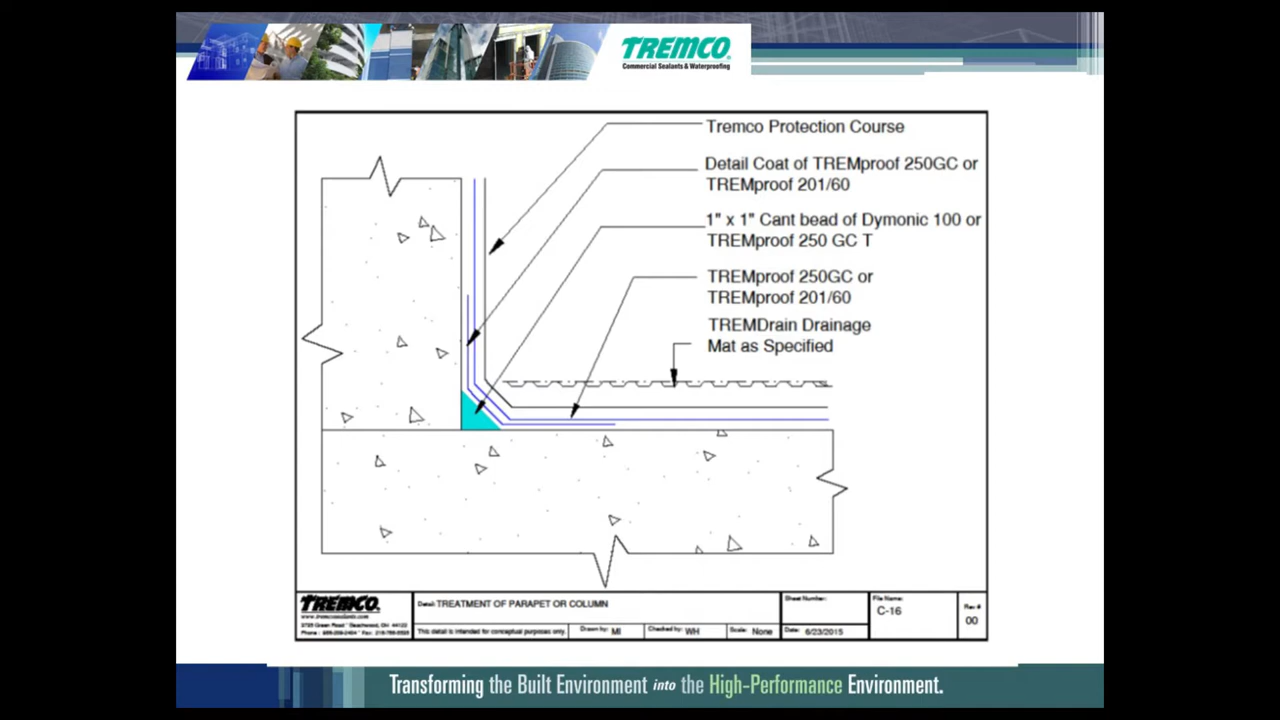 TREMCO
Commercial Sealants & Waterproofing
Tremco Protection Course
Detail Coat of TREMproof 250GC or
TREMproof 201/60
1" x 1" Cant bead of Dymonic 100 or
TREMproof 250 GC T
TREMproof 250GC or
TREMproof 201/60
TREMDrain Drainage
Mat as Specified
TREMCO
www.tremcosealants.com
Detail: TREATMENT OF PARAPET OR COLUMN
This detail is intended for conceptual purposes only.
Drawn by: MI
Checked by: WH
Scale: None
Sheet Number:
Date: 6/23/2015
File Name:
C-16
Rev #
00
Transforming the Built Environment into the High-Performance Environment.